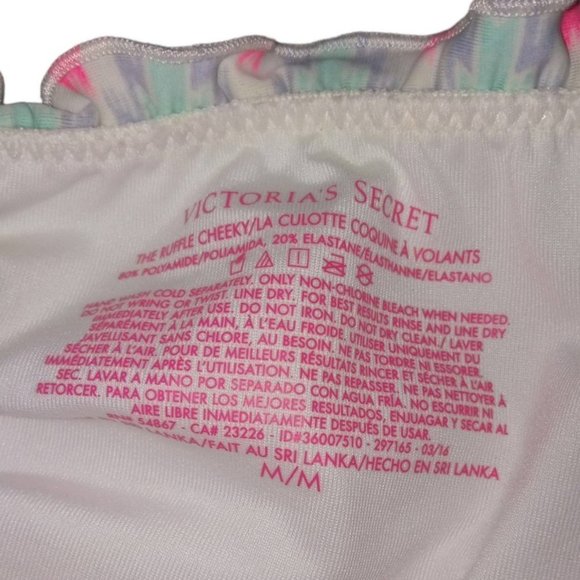 VICTORIA'S SECRET
THE RUFFLE CHEEKY/LA CULOTTE COQUINE À VOLANTS
80% POLYAMIDE/POLIAMIDA, 20% ELASTANE/ÉLASTHANNE/ELASTANO
HAND WASH COLD SEPARATELY. ONLY NON-CHLORINE BLEACH WHEN NEEDED
DO NOT WRING OR TWIST. LINE DRY. FOR BEST RESULTS RINSE AND LINE DRY
IMMEDIATELY AFTER USE. DO NOT IRON. DO NOT DRY CLEAN./ LAVER
SÉPARÉMENT À LA MAIN, À L'EAU FROIDE. UTILISER UNIQUEMENT DU
JAVELLISANT SANS CHLORE, AU BESOIN. NE PAS TORDRE NI ESSORER.
SÉCHER À L'AIR. POUR DE MEILLEURS RÉSULTATS RINCER ET SÉCHER À L'AIR
IMMÉDIATEMENT APRÈS L'UTILISATION. NE PAS REPASSER. NE PAS NETTOYER À
SEC. LAVAR A MANO POR SEPARADO CON AGUA FRÍA. NO ESCURRIR NI
RETORCER. PARA OBTENER LOS MEJORES RESULTADOS, ENJUAGAR Y SECAR AL
AIRE LIBRE INMEDIATAMENTE DESPUÉS DE USAR.
54867 - CA# 23226 - ID#36007510 - 297165 - 03/16
LANKA/FAIT AU SRI LANKA/HECHO EN SRI LANKA
M/M